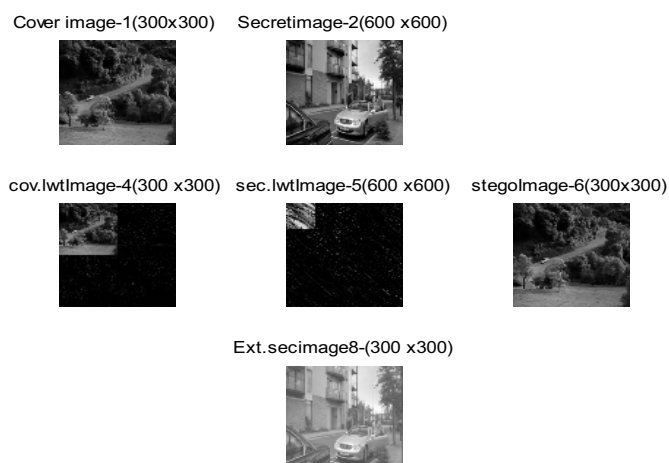 Cover image-1(300x300) Secretimage-2(600 x600)
cov.lwtImage-4(300 x300) sec.lwtImage-5(600 x600) stegoImage-6(300x300)
Ext.secimage8-(300 x300)